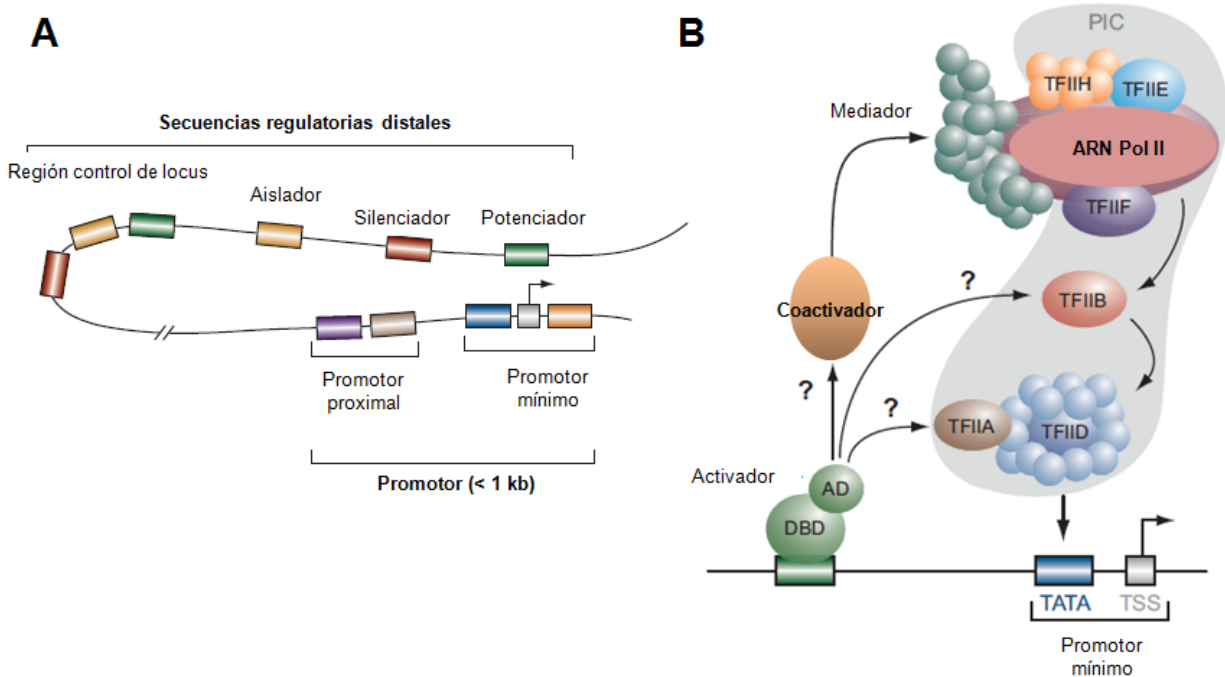 A
Secuencias regulatorias distales
Región control de locus
Aislador
Silenciador
Potenciador
Promotor
proximal
Promotor
mínimo
Promotor (< 1 kb)
B
PIC
TFIIH
TFIIE
Mediador
ARN Pol II
TFIIF
?
TFIIB
Coactivador
?
?
TFIIA
TFIID
Activador
AD
DBD
TATA
TSS
Promotor
mínimo